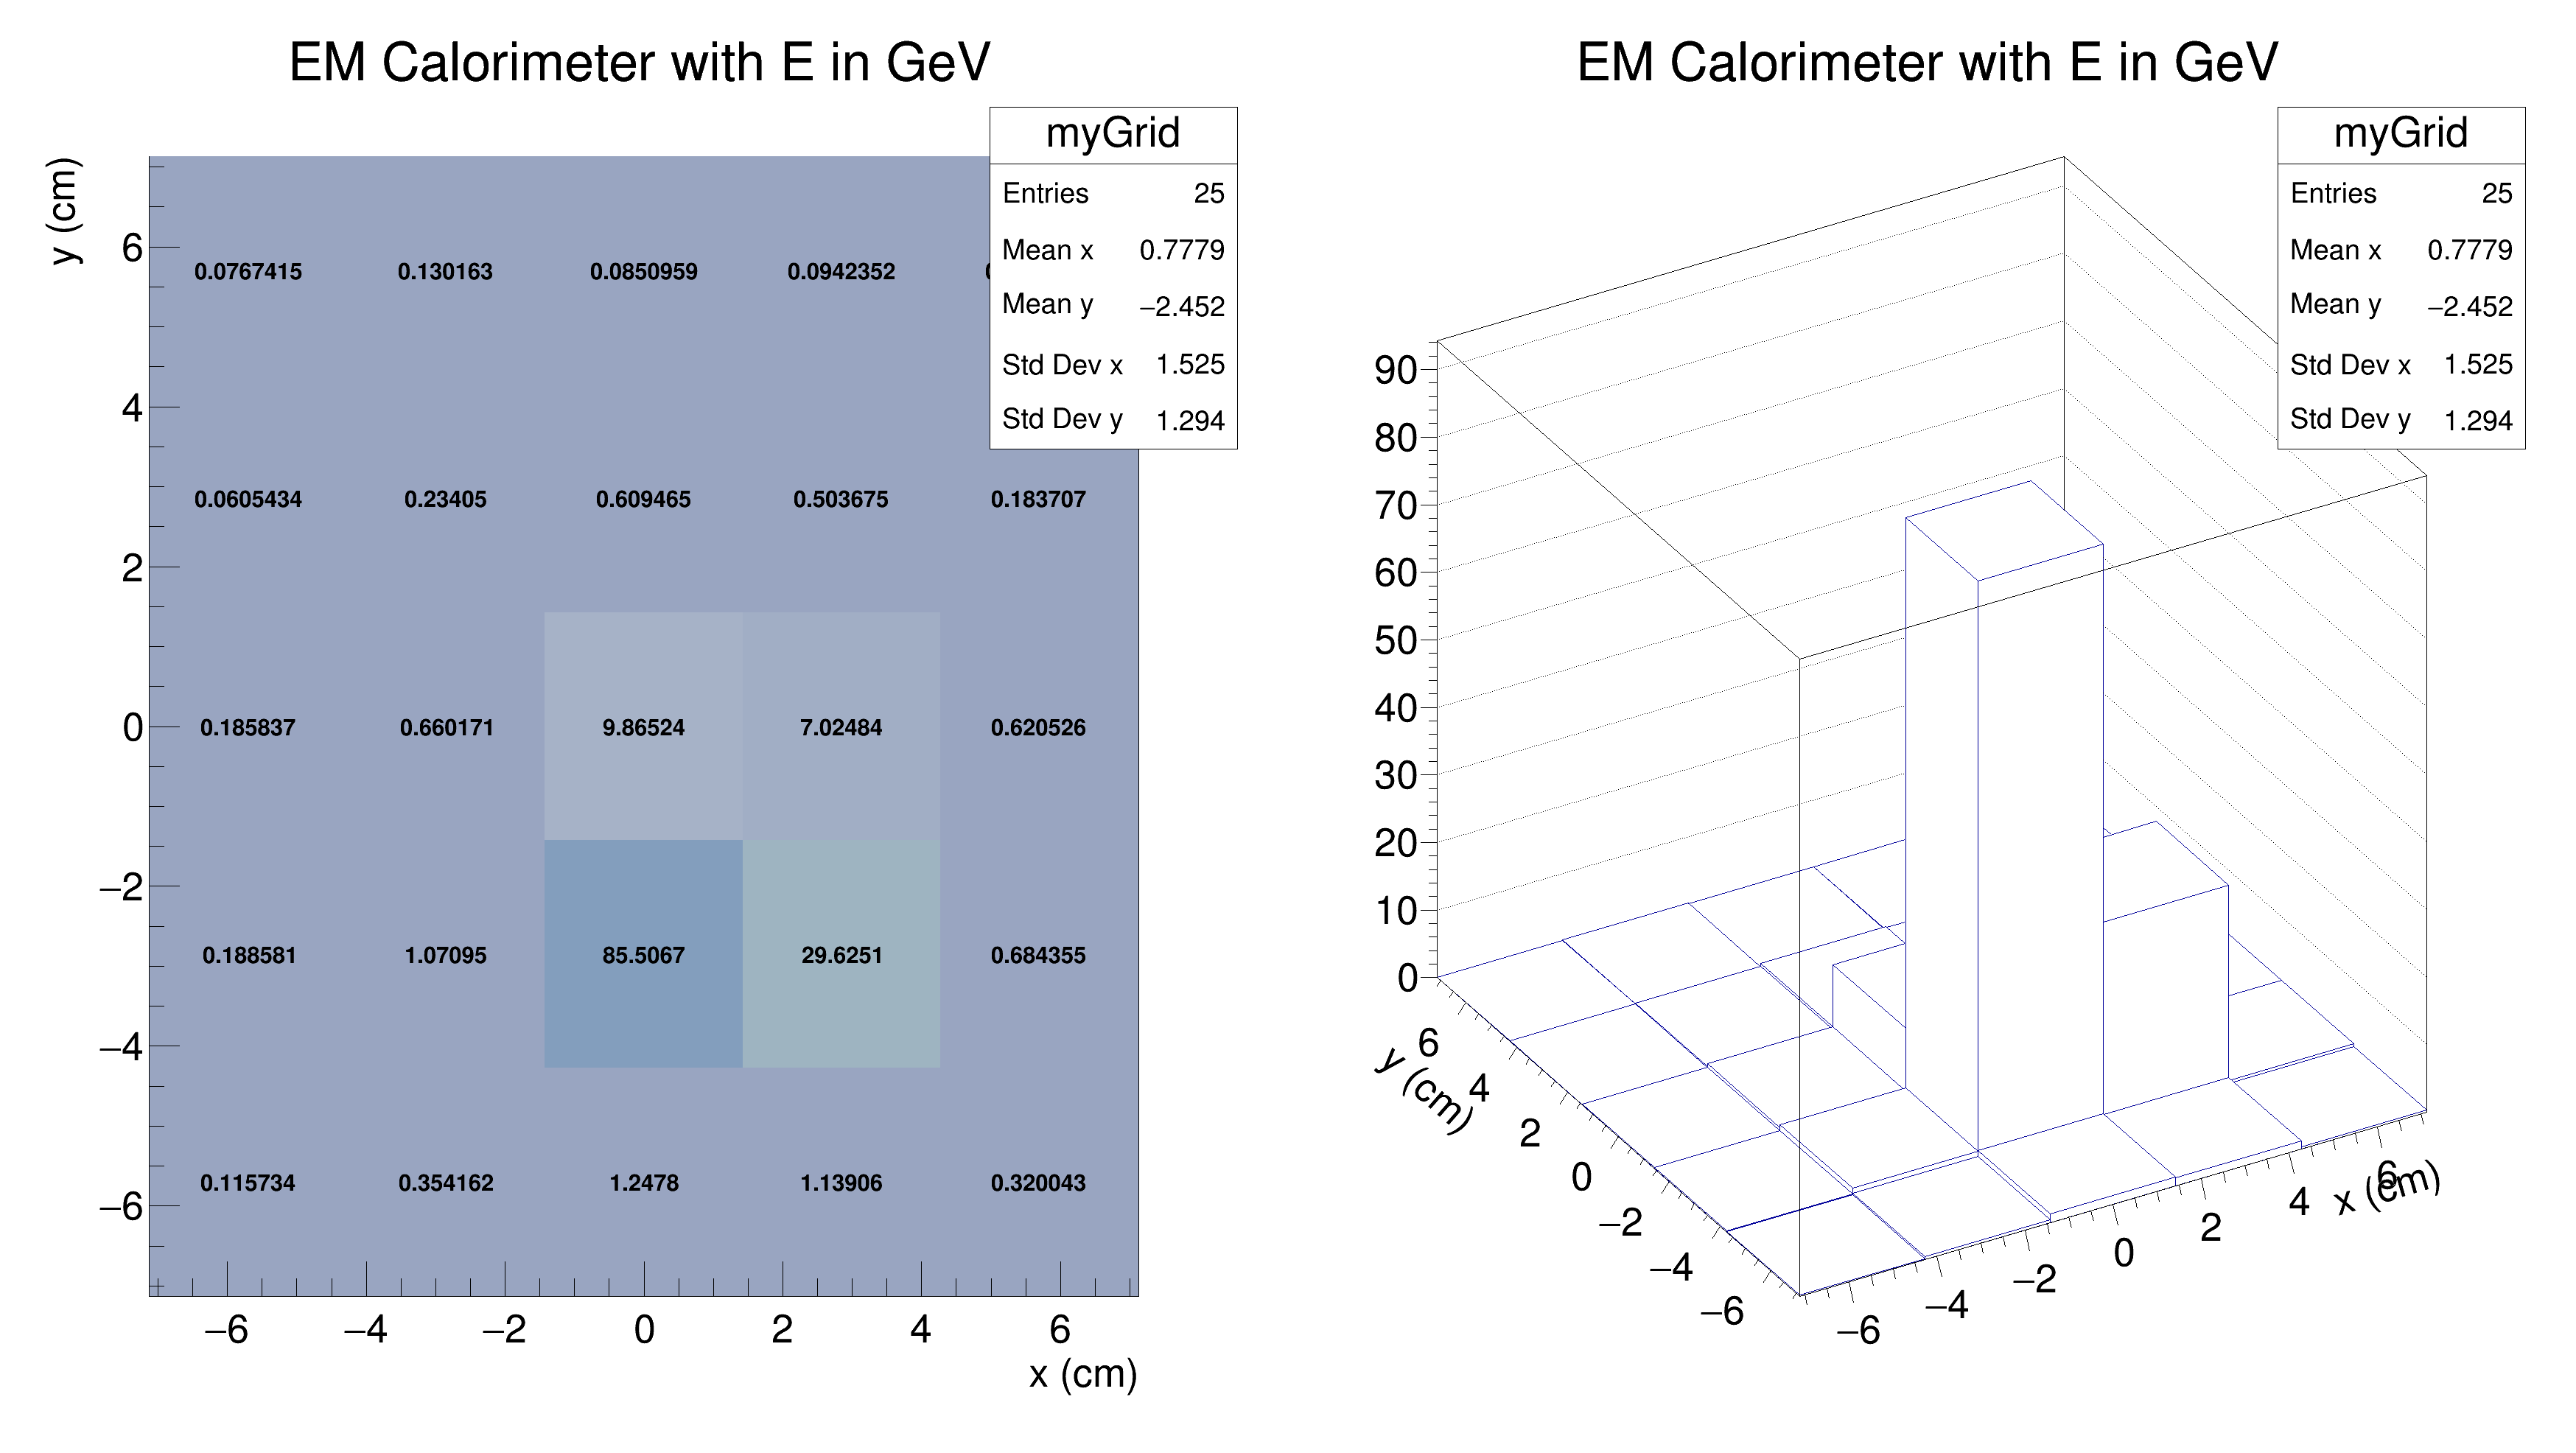 EM Calorimeter with E in GeV
myGrid
Entries 25
Mean x 0.7779
Mean y −2.452
Std Dev x 1.525
Std Dev y 1.294
y (cm)
6
4
2
0
−2
−4
−6
0.0767415 0.130163 0.0850959 0.0942352
0.0605434 0.23405 0.609465 0.503675 0.183707
0.185837 0.660171 9.86524 7.02484 0.620526
0.188581 1.07095 85.5067 29.6251 0.684355
0.115734 0.354162 1.2478 1.13906 0.320043
−6 −4 −2 0 2 4 6
x (cm)
EM Calorimeter with E in GeV
myGrid
Entries 25
Mean x 0.7779
Mean y −2.452
Std Dev x 1.525
Std Dev y 1.294
90
80
70
60
50
40
30
20
10
0
6
4
2
0
−2
−4
−6
y (cm)
−6
−4
−2
0
2
4
6
x (cm)